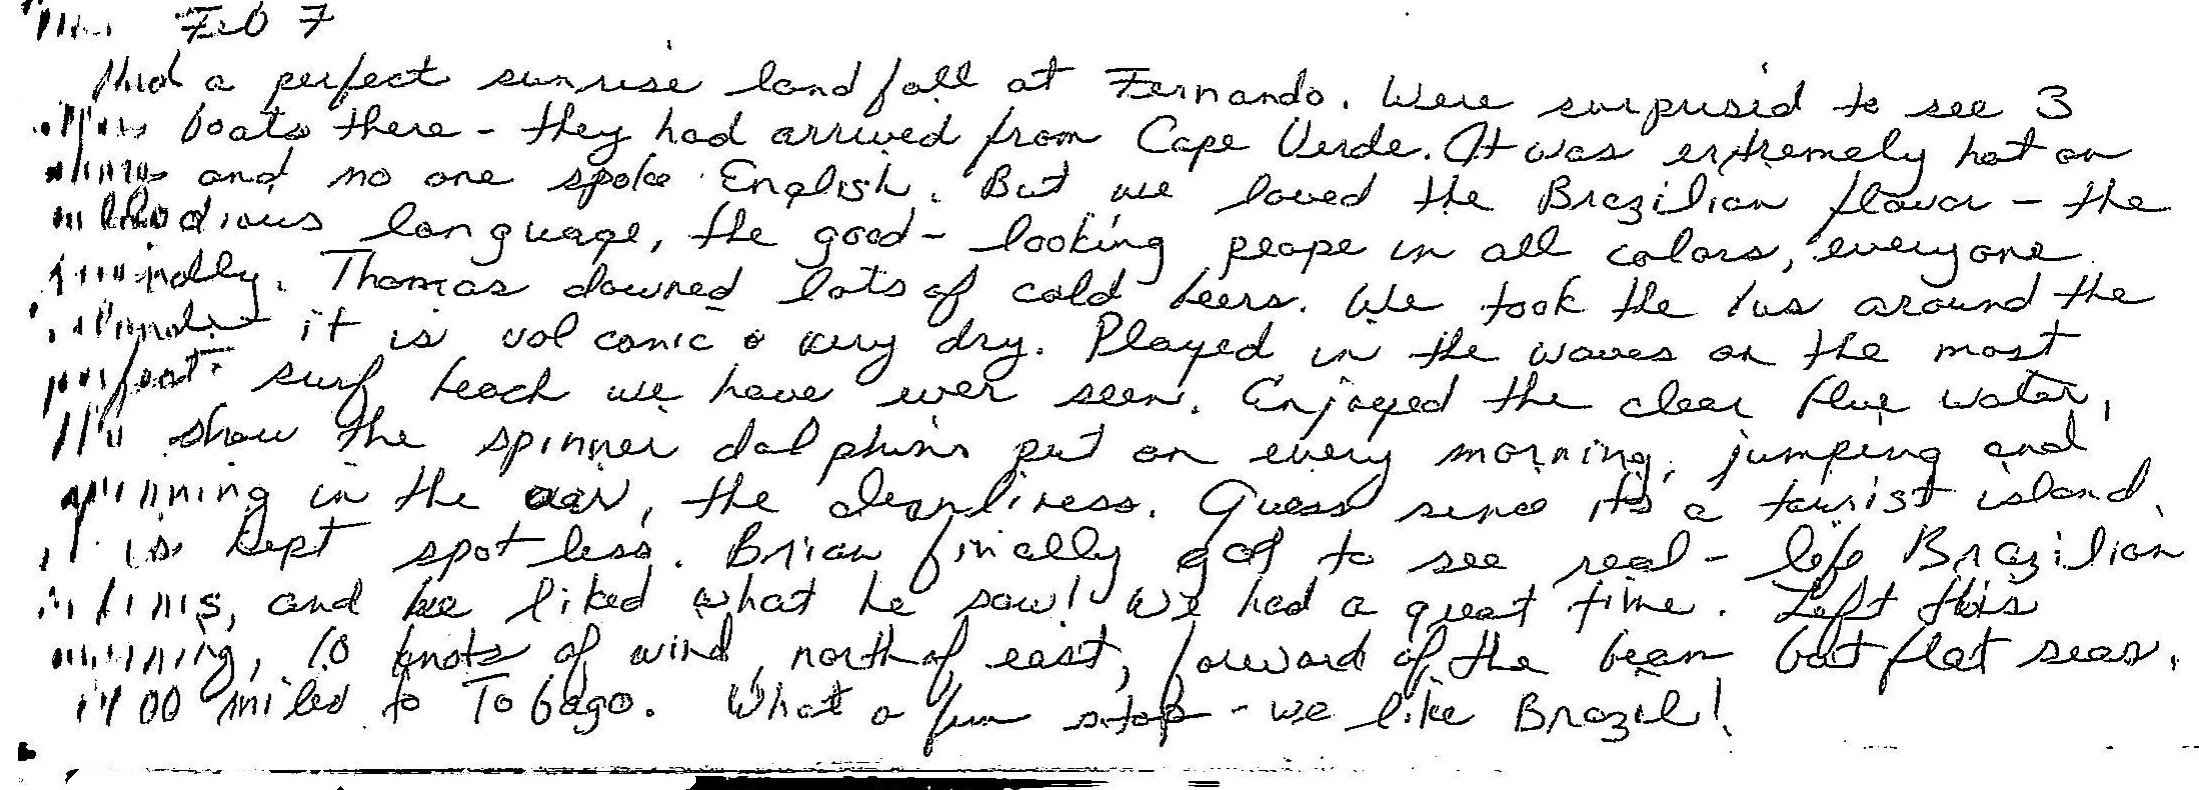 Feb 7
Had a perfect sunrise landfall at Fernando. Were surprisid to see 3
boats there - they had arrived from Cape Verde. It was extremely hot on
and no one spoke English. But we loved the Brazilian flavor - the
language, the good-looking peope in all colors, everyone
Thomas downed lots of cold beers. We took the bus around the
it is volcanic & very dry. Played in the waves on the most
perfect surf beach we have ever seen. Enjoyed the clear blue water,
show the spinner dolphins put on every morning, jumping and
in the air, the cleanliness. Guess since it's a tourist island,
it is kept spotless. Brian finally got to see real-life Brazilian
and he liked what he saw! We had a great time. Left this
morning, 10 knots of wind, north of east, forward of the beam but flat seas.
miles to Tobago. What a fun stop - we like Brazil!